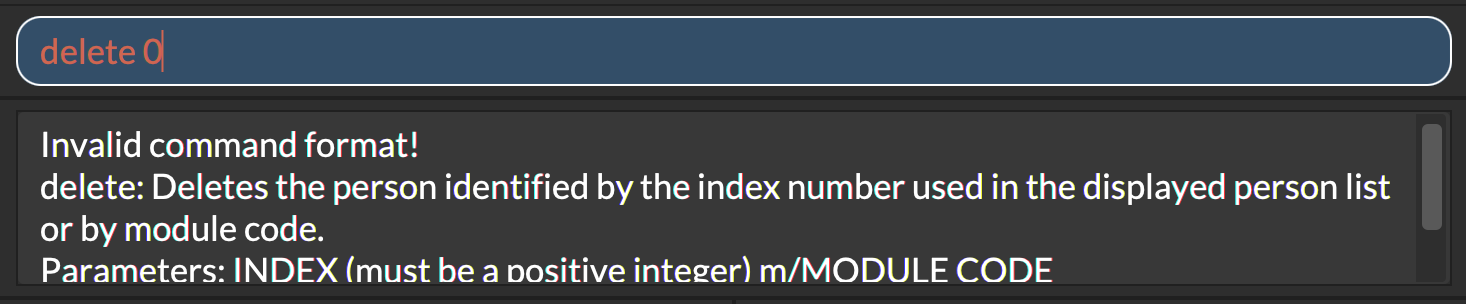 delete 0
Invalid command format!
delete: Deletes the person identified by the index number used in the displayed person list
or by module code.
Parameters: INDEX (must be a positive integer) m/MODULE CODE